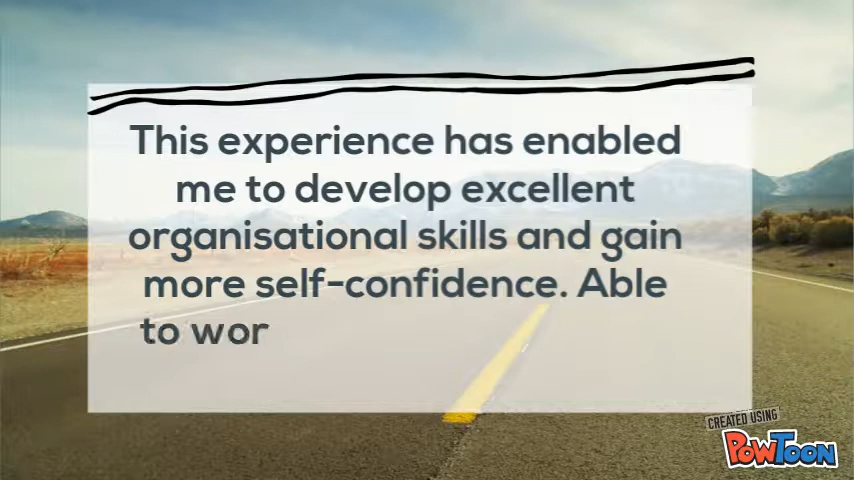 This experience has enabled
me to develop excellent
organisational skills and gain
more self-confidence. Able
to wor
CREATED USING
POWTOON